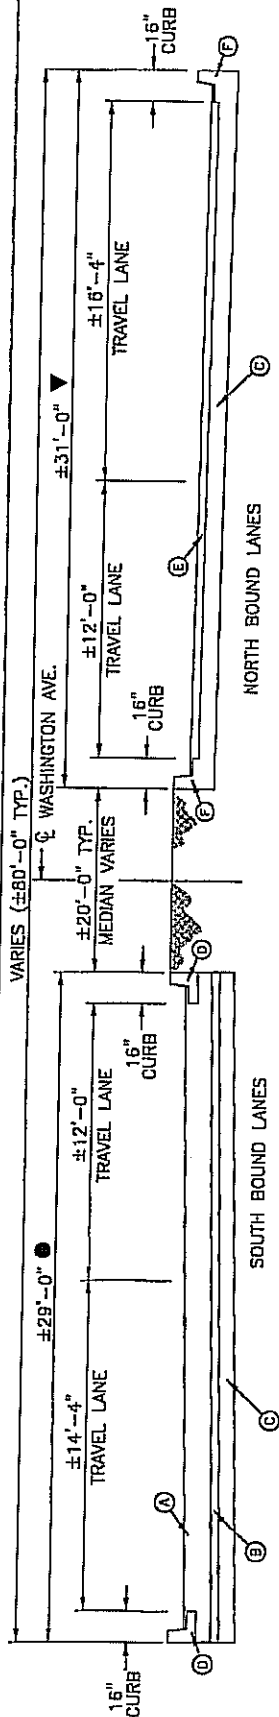 VARIES (±80'-0" TYP.)
℄ WASHINGTON AVE.
±29'-0" ●
±31'-0" ▼
±20'-0" TYP.
MEDIAN VARIES
16"
CURB
±14'-4"
TRAVEL LANE
±12'-0"
TRAVEL LANE
16"
CURB
16"
CURB
±12'-0"
TRAVEL LANE
±16'-4"
TRAVEL LANE
16"
CURB
D
A
B
C
D
F
E
C
F
SOUTH BOUND LANES
NORTH BOUND LANES